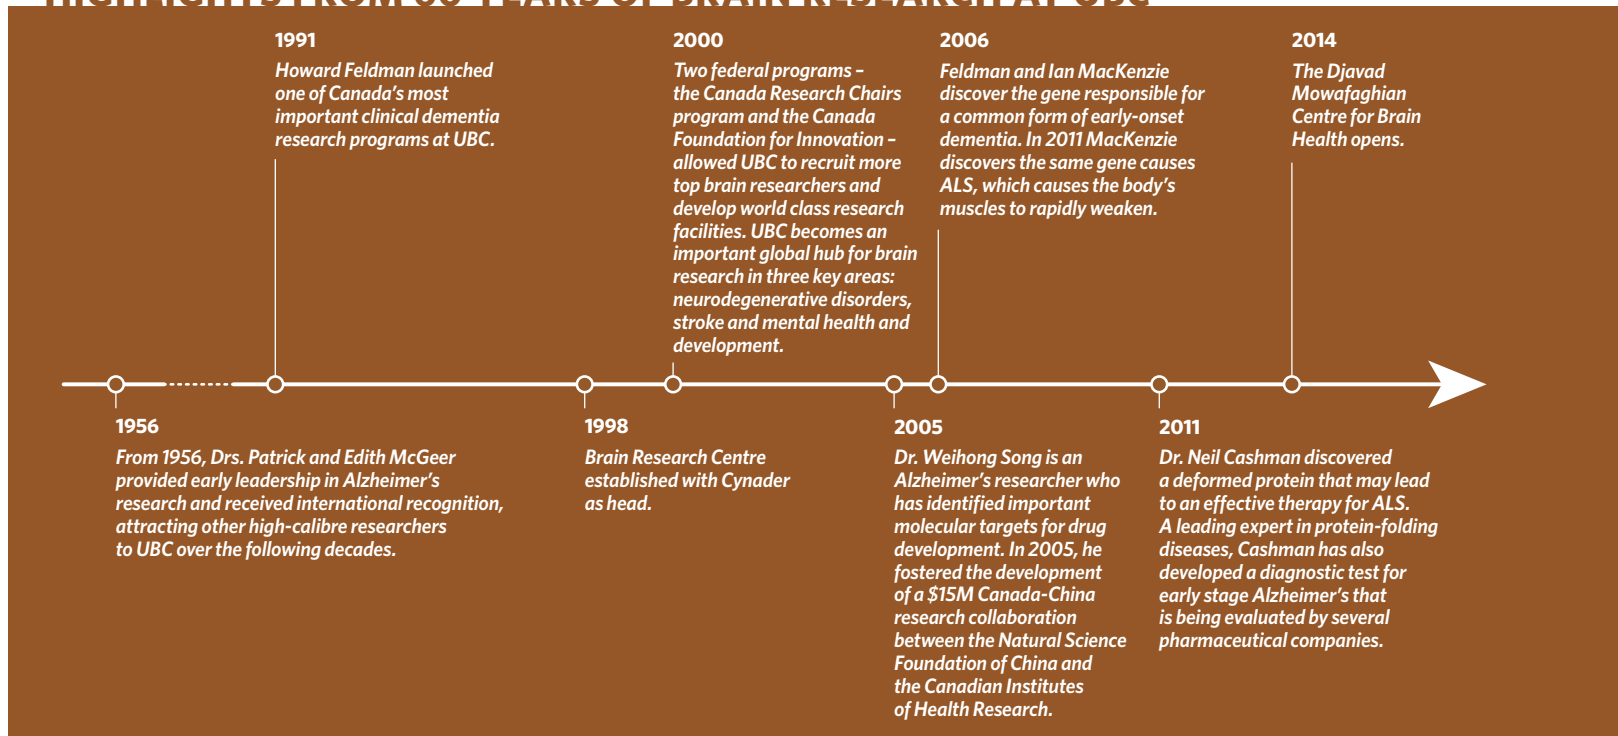 HIGHLIGHTS FROM YEARS OF BRAIN RESEARCH AT UBC
1991
Howard Feldman launched
one of Canada's most
important clinical dementia
research programs at UBC.
2000
Two federal programs –
the Canada Research Chairs
program and the Canada
Foundation for Innovation –
allowed UBC to recruit more
top brain researchers and
develop world class research
facilities. UBC becomes an
important global hub for brain
research in three key areas:
neurodegenerative disorders,
stroke and mental health and
development.
2006
Feldman and Ian MacKenzie
discover the gene responsible for
a common form of early-onset
dementia. In 2011 MacKenzie
discovers the same gene causes
ALS, which causes the body's
muscles to rapidly weaken.
2014
The Djavad
Mowafaghian
Centre for Brain
Health opens.
1956
From 1956, Drs. Patrick and Edith McGeer
provided early leadership in Alzheimer's
research and received international recognition,
attracting other high-calibre researchers
to UBC over the following decades.
1998
Brain Research Centre
established with Cynader
as head.
2005
Dr. Weihong Song is an
Alzheimer's researcher who
has identified important
molecular targets for drug
development. In 2005, he
fostered the development
of a $15M Canada-China
research collaboration
between the Natural Science
Foundation of China and
the Canadian Institutes
of Health Research.
2011
Dr. Neil Cashman discovered
a deformed protein that may lead
to an effective therapy for ALS.
A leading expert in protein-folding
diseases, Cashman has also
developed a diagnostic test for
early stage Alzheimer's that
is being evaluated by several
pharmaceutical companies.